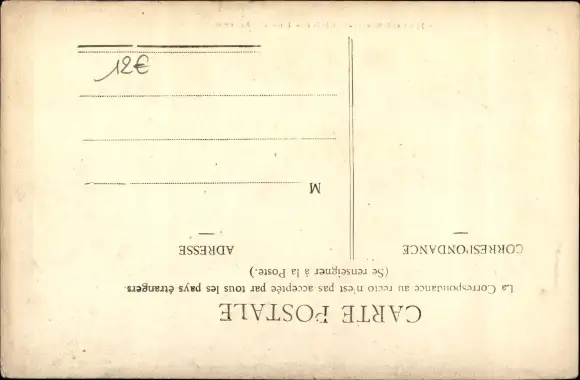 CARTE POSTALE
La Correspondance au recto n'est pas acceptée par tous les pays étrangers.
(Se renseigner à la Poste.)
CORRESPONDANCE
ADRESSE
M
12€